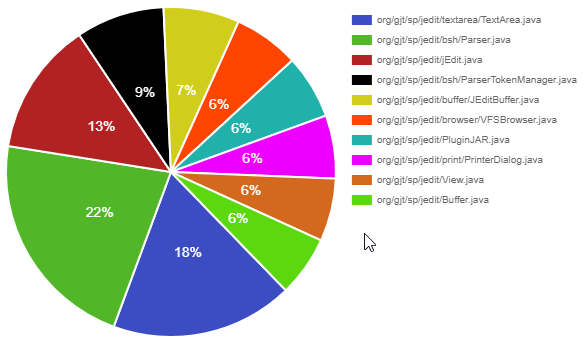 org/gjt/sp/jedit/textarea/TextArea.java
org/gjt/sp/jedit/bsh/Parser.java
org/gjt/sp/jedit/jEdit.java
org/gjt/sp/jedit/bsh/ParserTokenManager.java
org/gjt/sp/jedit/buffer/JEditBuffer.java
org/gjt/sp/jedit/browser/VFSBrowser.java
org/gjt/sp/jedit/PluginJAR.java
org/gjt/sp/jedit/print/PrinterDialog.java
org/gjt/sp/jedit/View.java
org/gjt/sp/jedit/Buffer.java
9%
7%
6%
13%
6%
6%
6%
22%
6%
18%